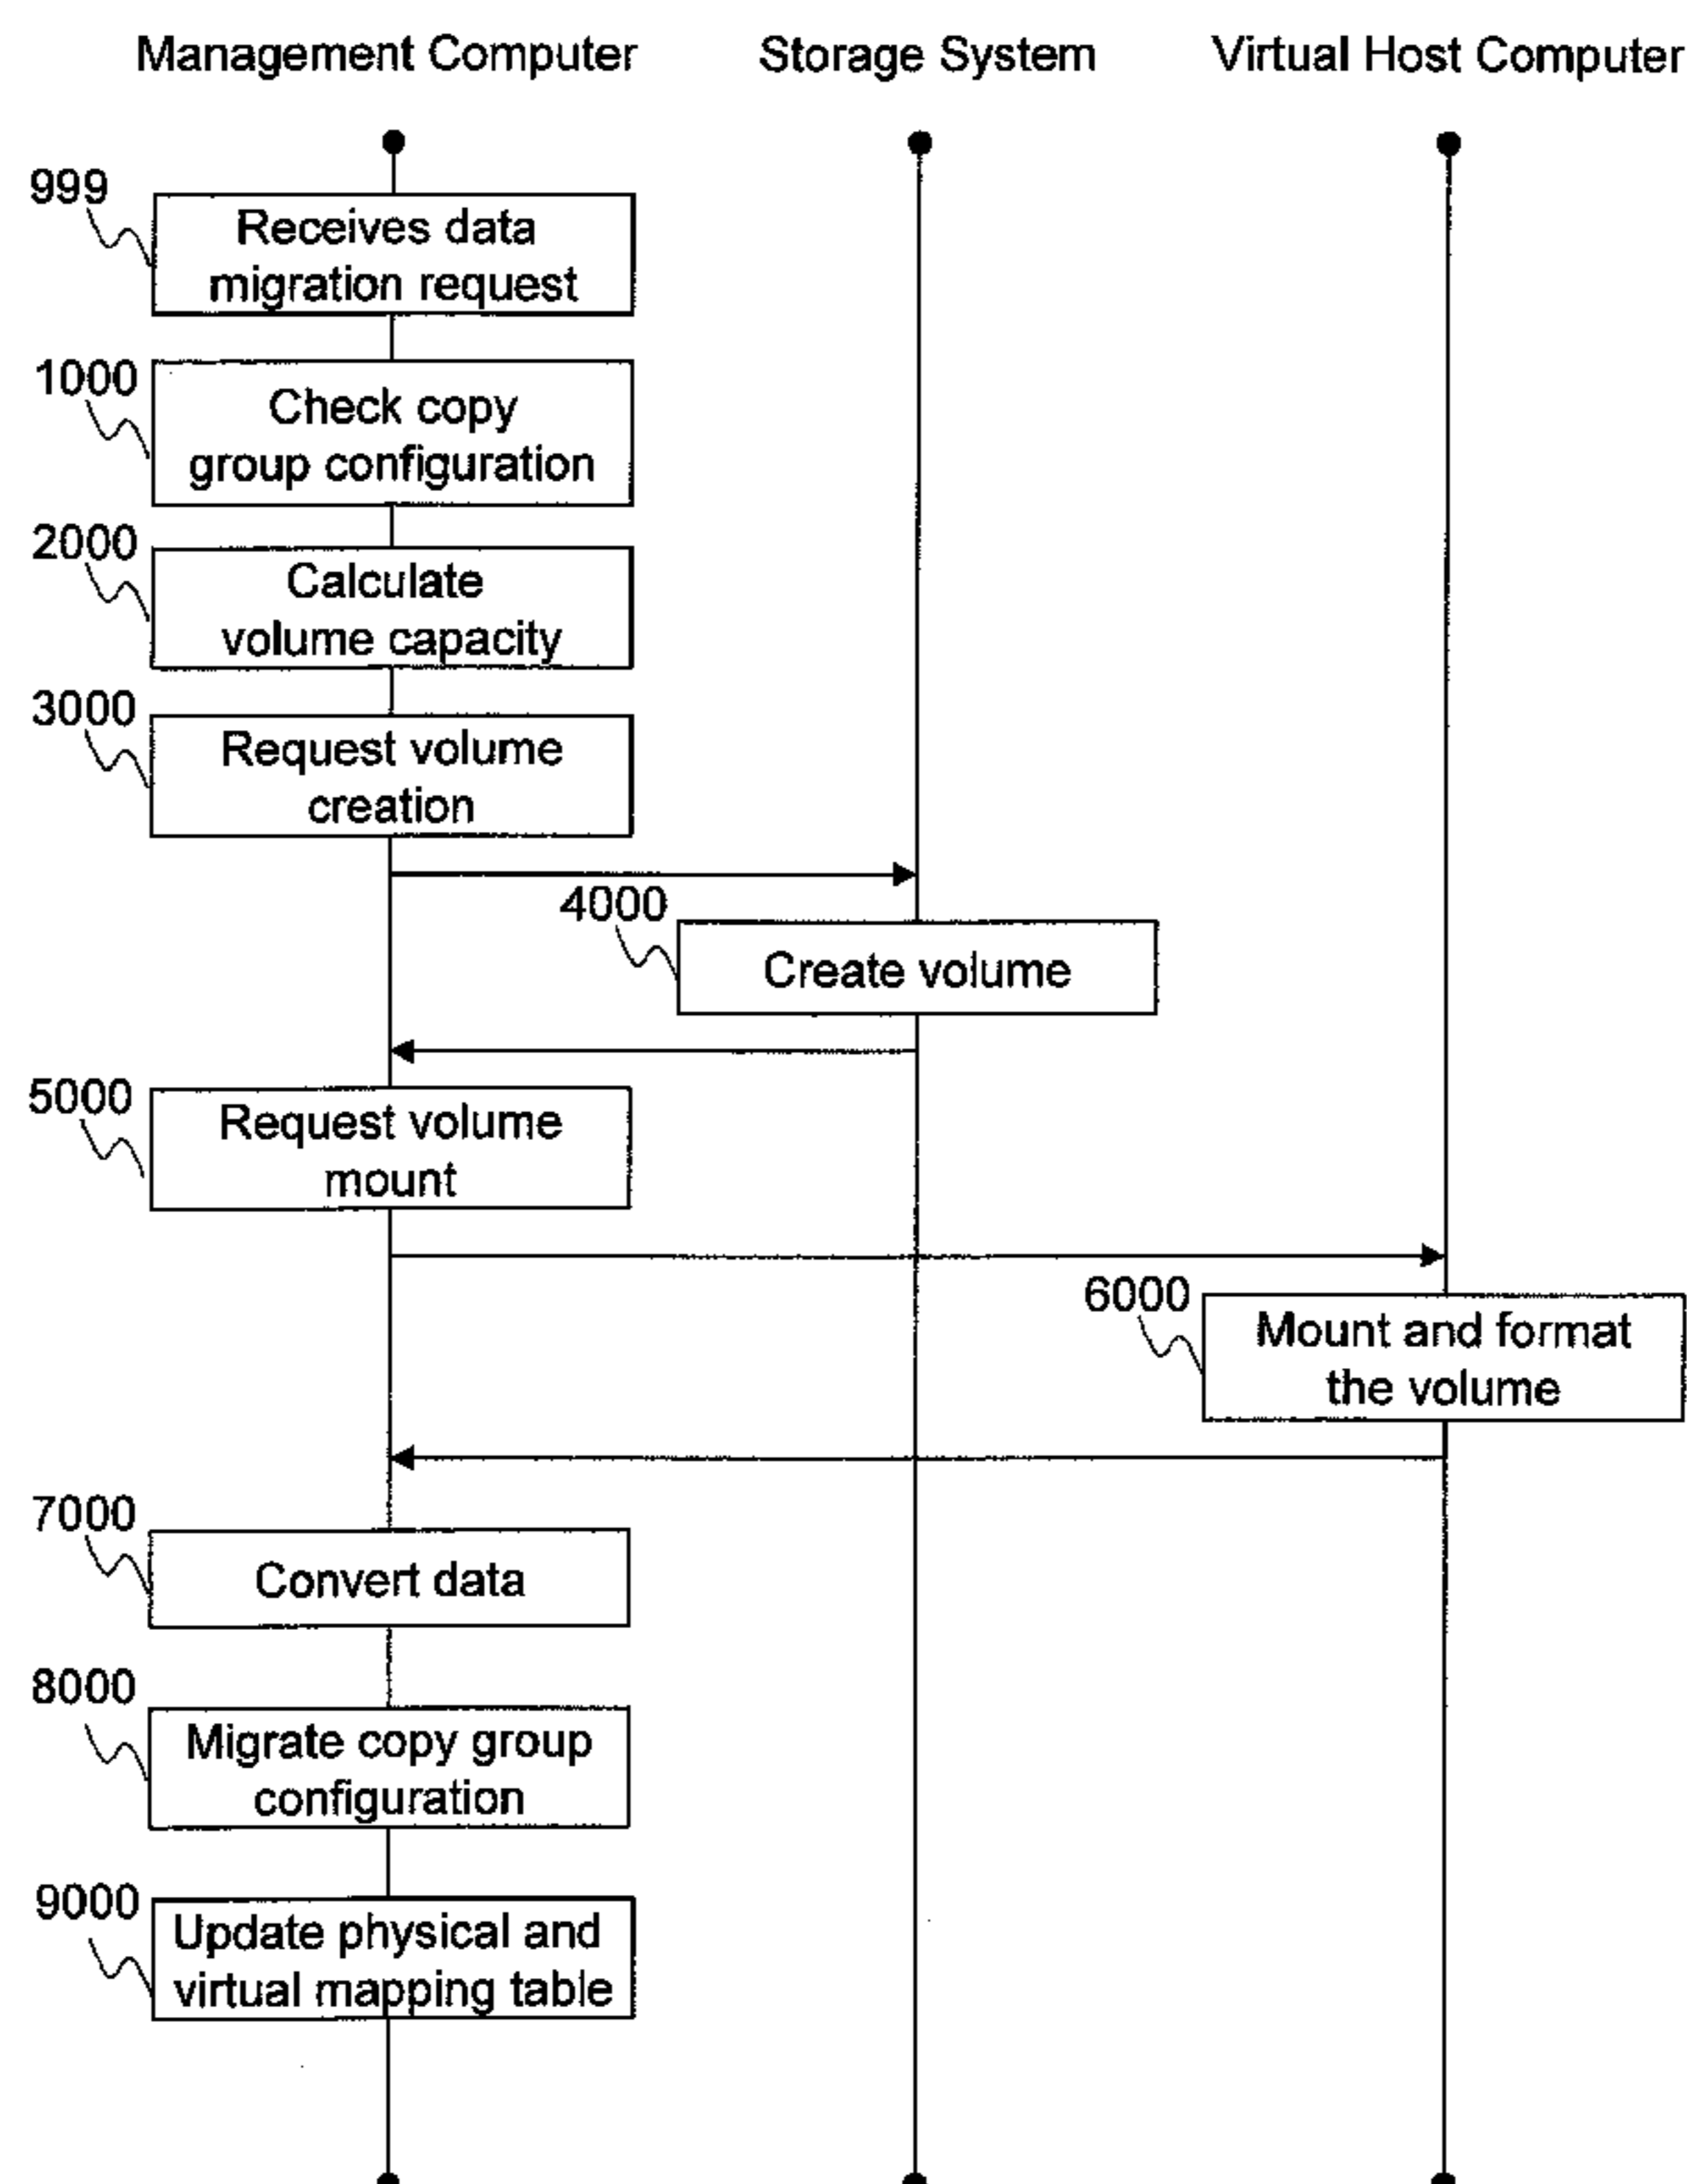 Management Computer
Storage System
Virtual Host Computer
999
Receives data
migration request
1000
Check copy
group configuration
2000
Calculate
volume capacity
3000
Request volume
creation
4000
Create volume
5000
Request volume
mount
6000
Mount and format
the volume
7000
Convert data
8000
Migrate copy group
configuration
9000
Update physical and
virtual mapping table